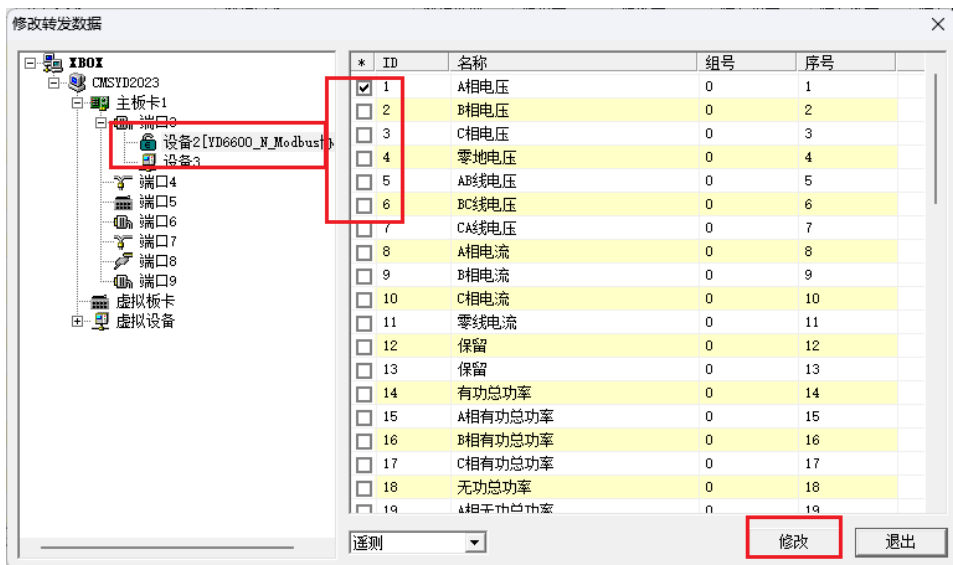 修改转发数据
XBOX
CMSYD2023
主板卡1
端口3
设备2[YD6600_N_Modbus
设备3
端口4
端口5
端口6
端口7
端口8
端口9
虚拟板卡
虚拟设备
* ID 名称 组号 序号
1 A相电压 0 1
2 B相电压 0 2
3 C相电压 0 3
4 零地电压 0 4
5 AB线电压 0 5
6 BC线电压 0 6
7 CA线电压 0 7
8 A相电流 0 8
9 B相电流 0 9
10 C相电流 0 10
11 零线电流 0 11
12 保留 0 12
13 保留 0 13
14 有功总功率 0 14
15 A相有功总功率 0 15
16 B相有功总功率 0 16
17 C相有功总功率 0 17
18 无功总功率 0 18
19 A相无功总功率 0 19
遥测
修改
退出